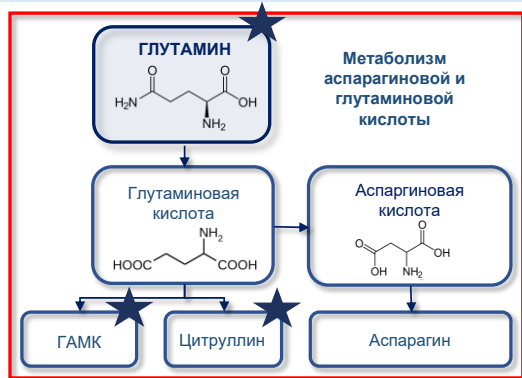 ГЛУТАМИН
O
O
H₂N
OH
NH₂
Метаболизм
аспарагиновой и
глутаминовой
кислоты
Глутаминовая
кислота
NH₂
HOOC
COOH
Аспаргиновая
кислота
O
O
OH
OH
NH₂
ГАМК
Цитруллин
Аспарагин